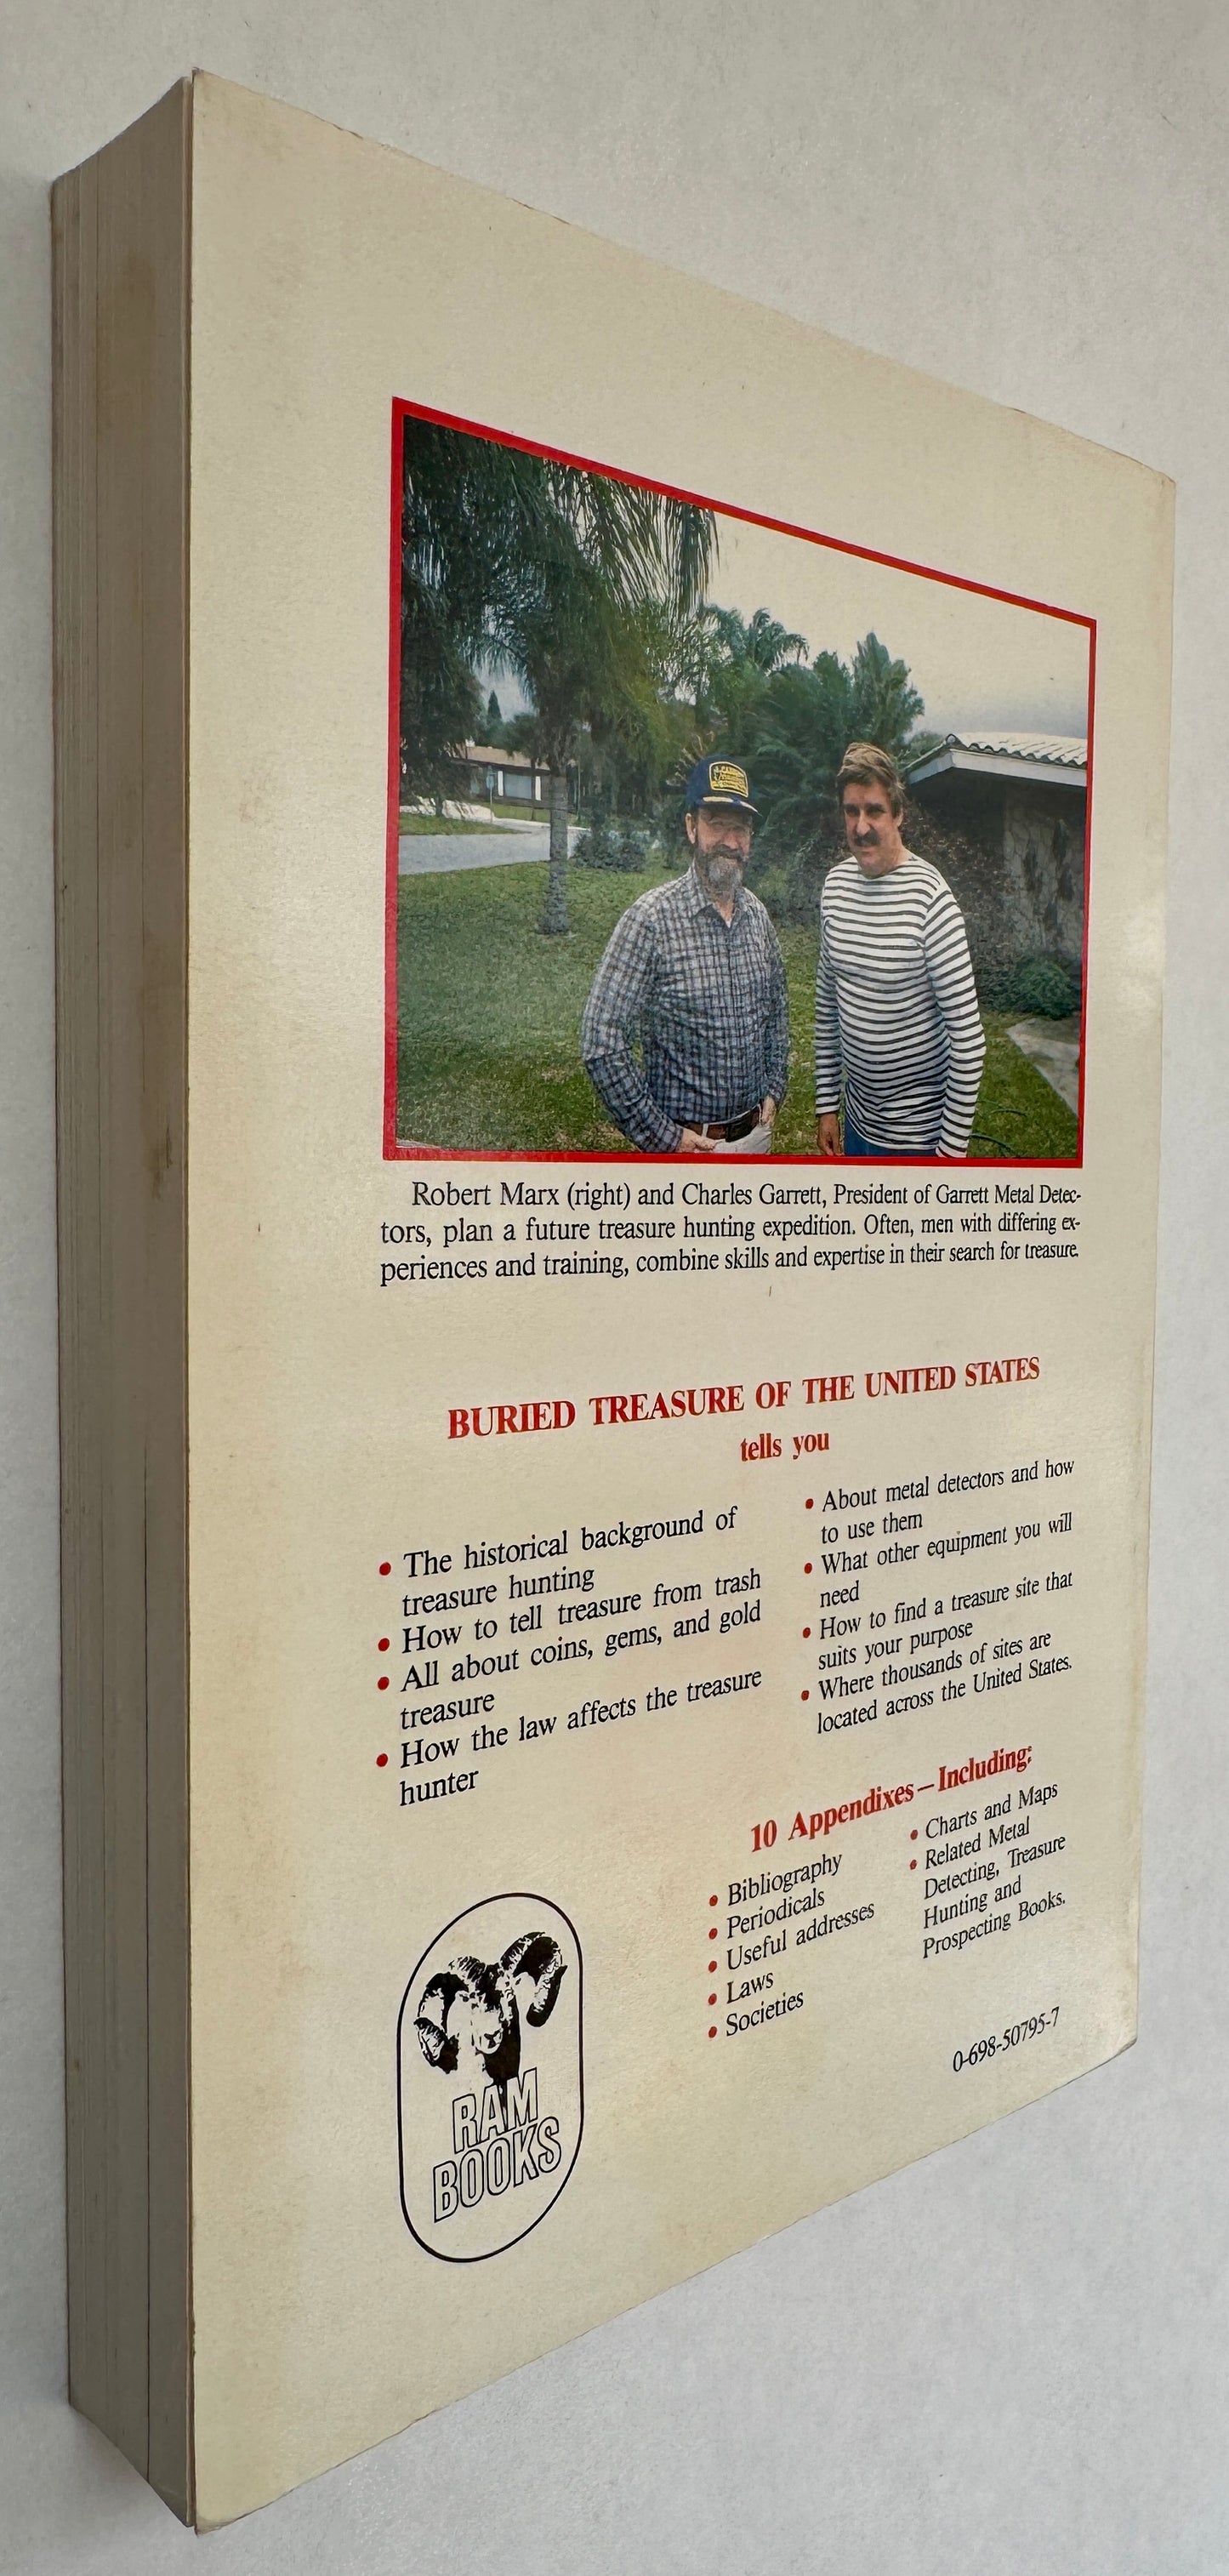 Robert Marx (right) and Charles Garrett, President of Garrett Metal Detec-
tors, plan a future treasure hunting expedition. Often, men with differing ex-
periences and training, combine skills and expertise in their search for treasure.
BURIED TREASURE OF THE UNITED STATES
tells you
• The historical background of
treasure hunting
• How to tell treasure from trash
• All about coins, gems, and gold
treasure
• How the law affects the treasure
hunter
• About metal detectors and how
to use them
• What other equipment you will
need
• How to find a treasure site that
suits your purpose
• Where thousands of sites are
located across the United States.
10 Appendixes—Including:
• Bibliography
• Periodicals
• Useful addresses
• Laws
• Societies
• Charts and Maps
• Related Metal
Detecting, Treasure
Hunting and
Prospecting Books.
RAM
BOOKS
0-698-50795-7